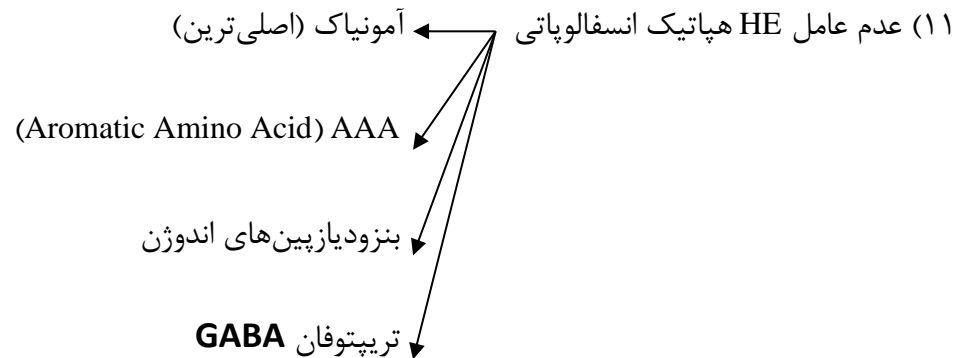 ۱۱) عدم عامل HE هپاتیک انسفالوپاتی آمونیاک (اصلی‌ترین)
AAA (Aromatic Amino Acid)
بنزودیازپین‌های اندوژن
تریپتوفان GABA